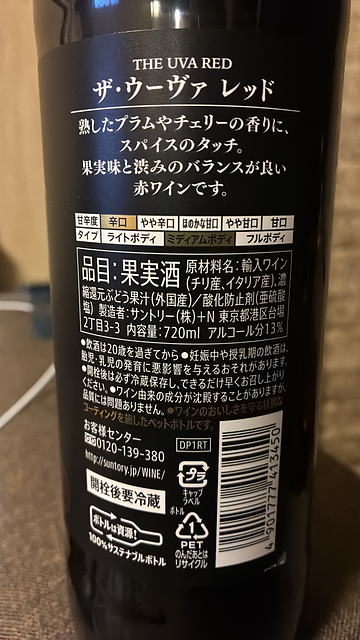 THE UVA RED
ザ・ウーヴァ レッド
熟したプラムやチェリーの香りに、
スパイスのタッチ。
果実味と渋みのバランスが良い
赤ワインです。
甘辛度 辛口 やや辛口 ほのかな甘口 やや甘口 甘口
タイプ ライトボディ ミディアムボディ フルボディ
品目:果実酒 原材料名:輸入ワイン
(チリ産、イタリア産)、濃
縮還元ぶどう果汁(外国産)/酸化防止剤(亜硫酸
塩) 製造者:サントリー(株)+N 東京都港区台場
2丁目3-3 内容量:720ml アルコール分13%
●飲酒は20歳を過ぎてから ●妊娠中や授乳期の飲酒は、
胎児・乳児の発育に悪影響を与えるおそれがあります。
●開栓後は必ず冷蔵保存し、できるだけ早くお召し上がり
ください。●ワイン由来の成分が沈殿することがありますが、
品質には問題ありません。●ワインのおいしさを守る特別な
コーティングを施したペットボトルです。
お客様センター
0120-139-380
http://suntory.jp/WINE/
DP1RT
開栓後要冷蔵
プラ
キャップ
ラベル
ボトルは資源!
100%サステナブルボトル
ボトル
1
PET
のんだあとは
リサイクル
4 901777 413450